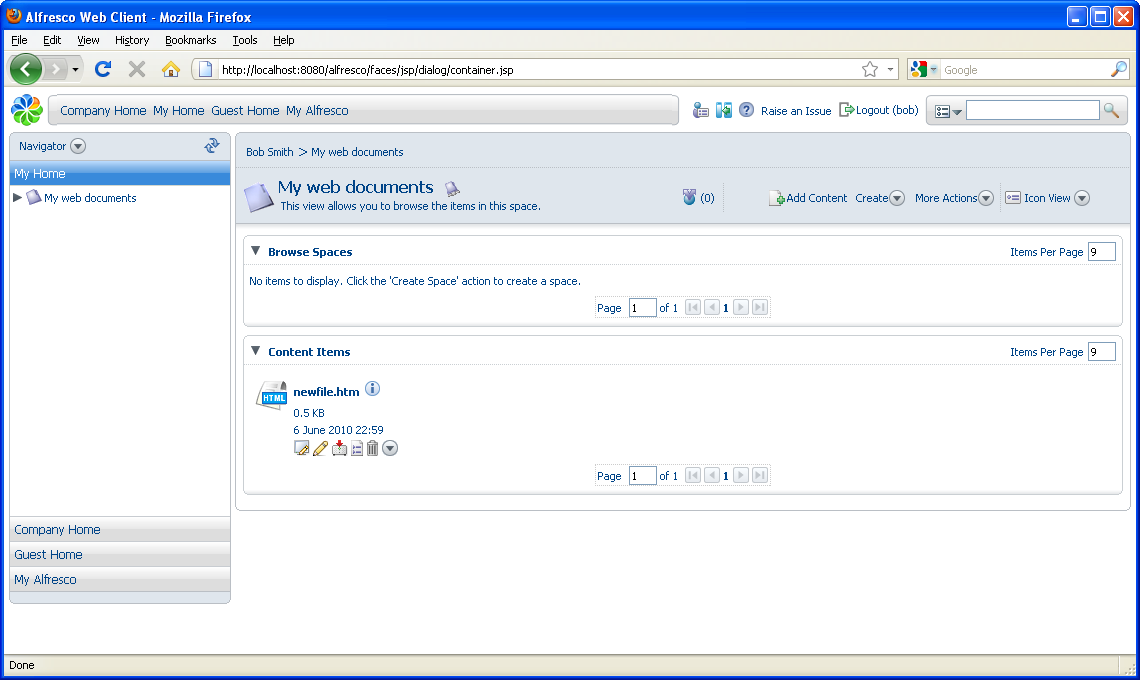 Alfresco Web Client - Mozilla Firefox
File Edit View History Bookmarks Tools Help
http://localhost:8080/alfresco/faces/jsp/dialog/container.jsp
Google
Company Home My Home Guest Home My Alfresco
Raise an Issue Logout (bob)
Navigator
My Home
My web documents
Company Home
Guest Home
My Alfresco
Bob Smith > My web documents
My web documents
This view allows you to browse the items in this space.
(0)
Add Content Create More Actions Icon View
Browse Spaces Items Per Page 9
No items to display. Click the 'Create Space' action to create a space.
Page 1 of 1 1
Content Items Items Per Page 9
HTML
newfile.htm
0.5 KB
6 June 2010 22:59
Page 1 of 1 1
Done